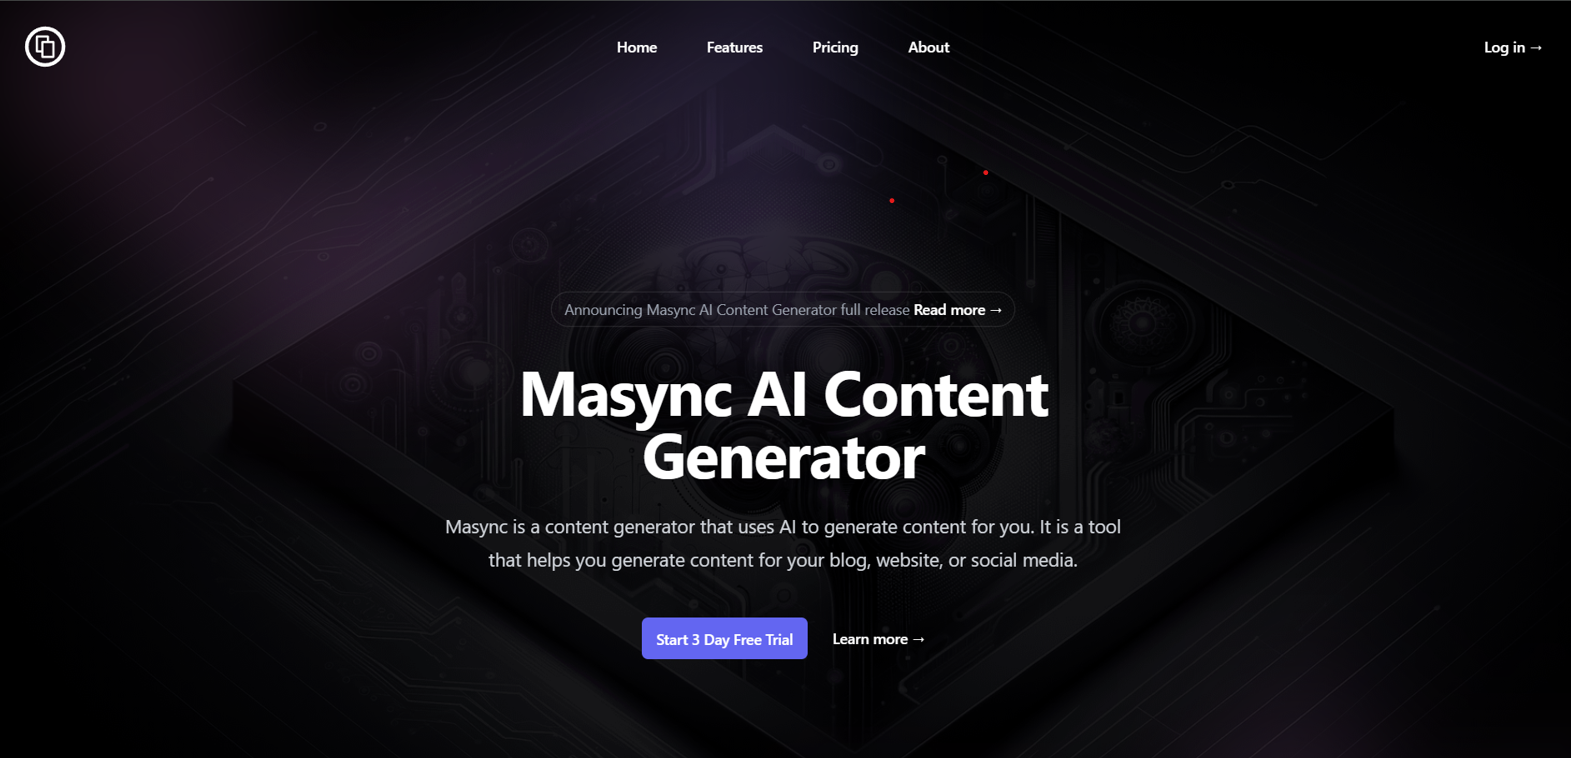 Home Features Pricing About Log in →
Announcing Masync AI Content Generator full release Read more →
Masync AI Content
Generator
Masync is a content generator that uses AI to generate content for you. It is a tool
that helps you generate content for your blog, website, or social media.
Start 3 Day Free Trial Learn more →